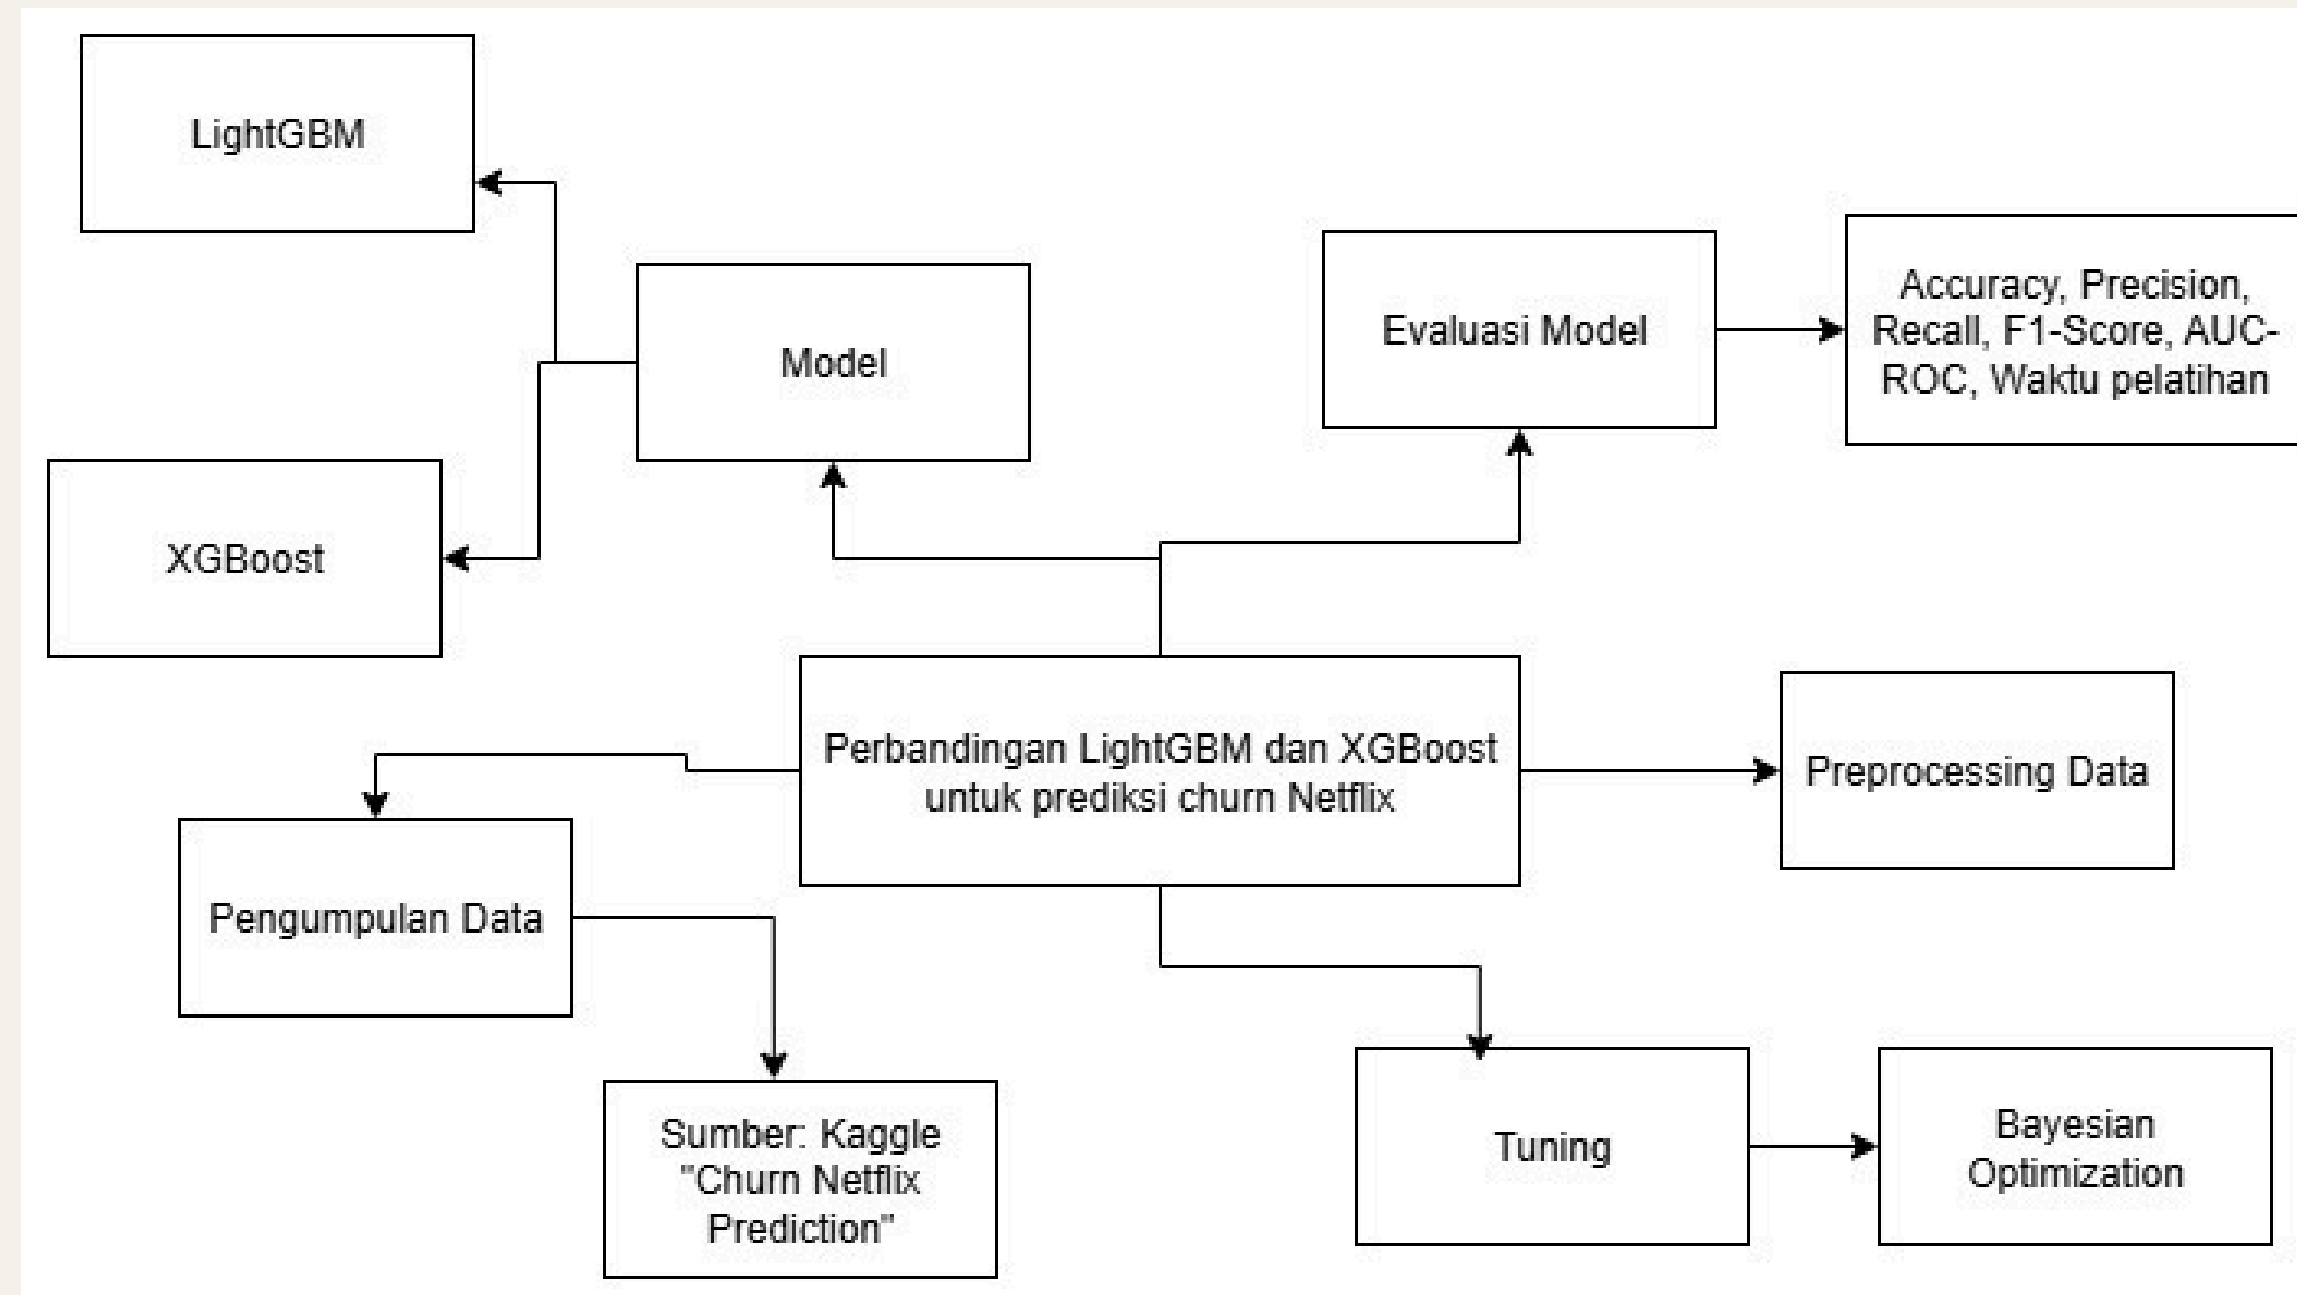 LightGBM
Model
Evaluasi Model
Accuracy, Precision,
Recall, F1-Score, AUC-
ROC, Waktu pelatihan
XGBoost
Perbandingan LightGBM dan XGBoost
untuk prediksi churn Netflix
Preprocessing Data
Pengumpulan Data
Sumber: Kaggle
"Churn Netflix
Prediction"
Tuning
Bayesian
Optimization